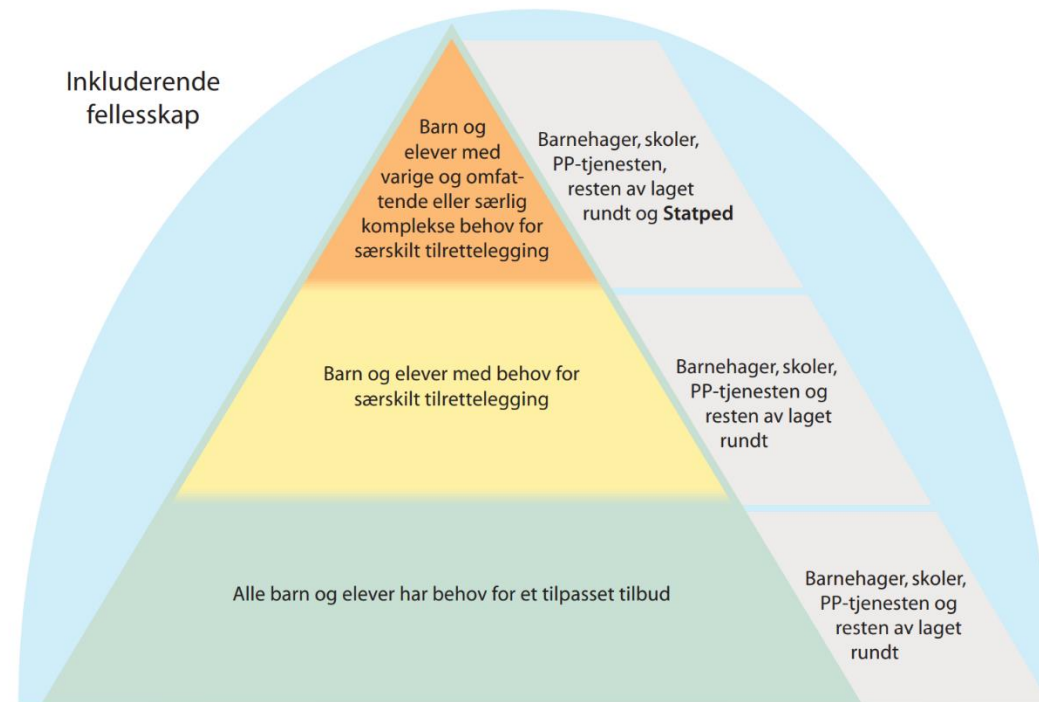 Inkluderende
fellesskap
Barn og
elever med
varige og omfat-
tende eller særlig
komplekse behov for
særskilt tilrettelegging
Barnehager, skoler,
PP-tjenesten,
resten av laget
rundt og Statped
Barn og elever med behov for
særskilt tilrettelegging
Barnehager, skoler,
PP-tjenesten og
resten av laget
rundt
Alle barn og elever har behov for et tilpasset tilbud
Barnehager, skoler,
PP-tjenesten og
resten av laget
rundt